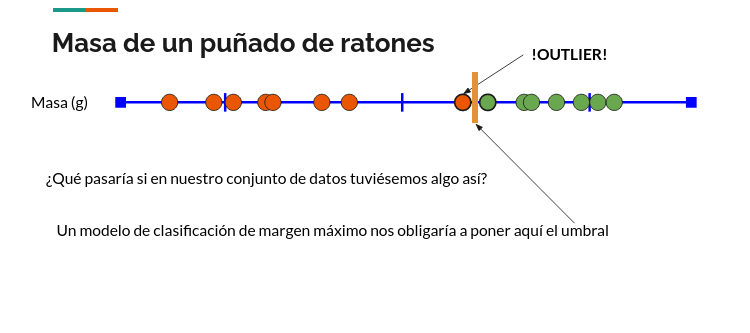 Masa de un puñado de ratones
!OUTLIER!
Masa (g)
¿Qué pasaría si en nuestro conjunto de datos tuviésemos algo así?
Un modelo de clasificación de margen máximo nos obligaría a poner aquí el umbral